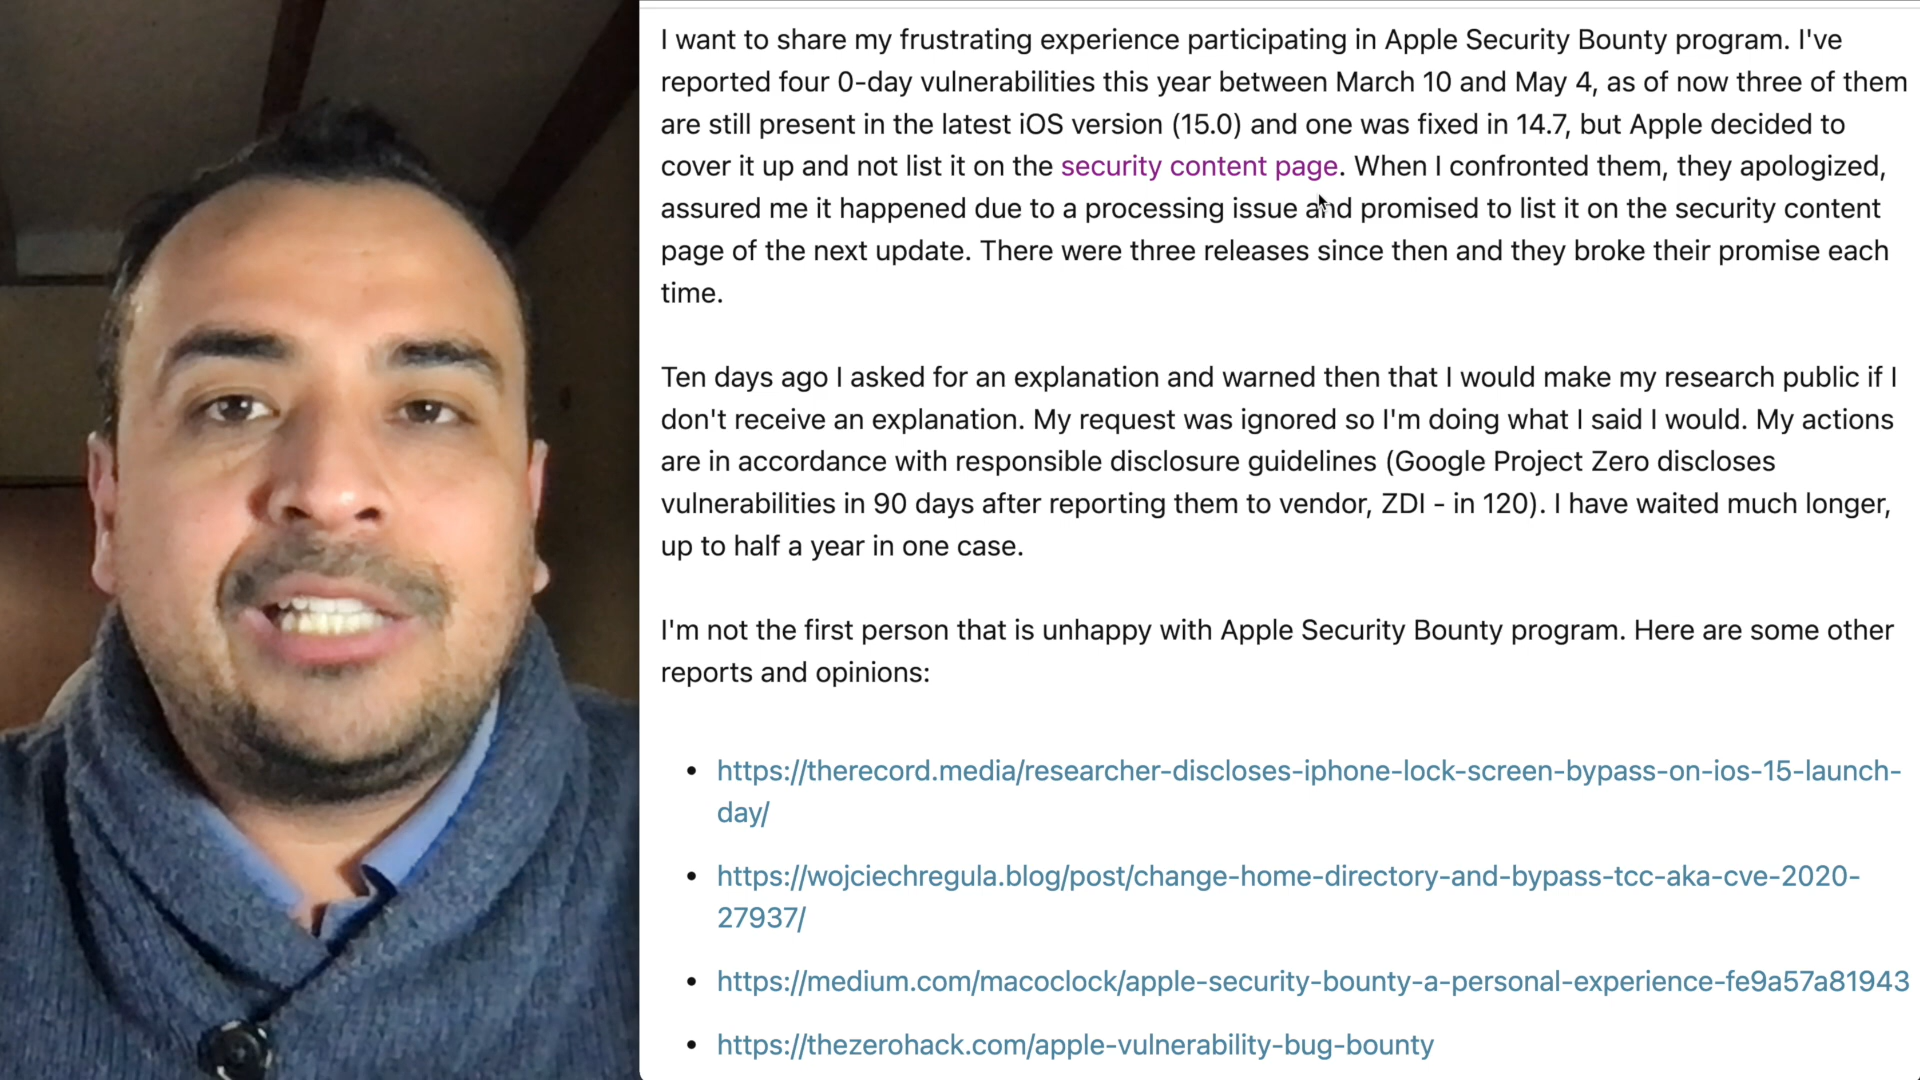 I want to share my frustrating experience participating in Apple Security Bounty program. I've
reported four 0-day vulnerabilities this year between March 10 and May 4, as of now three of them
are still present in the latest iOS version (15.0) and one was fixed in 14.7, but Apple decided to
cover it up and not list it on the security content page. When I confronted them, they apologized,
assured me it happened due to a processing issue and promised to list it on the security content
page of the next update. There were three releases since then and they broke their promise each
time.
Ten days ago I asked for an explanation and warned then that I would make my research public if I
don't receive an explanation. My request was ignored so I'm doing what I said I would. My actions
are in accordance with responsible disclosure guidelines (Google Project Zero discloses
vulnerabilities in 90 days after reporting them to vendor, ZDI - in 120). I have waited much longer,
up to half a year in one case.
I'm not the first person that is unhappy with Apple Security Bounty program. Here are some other
reports and opinions:
• https://therecord.media/researcher-discloses-iphone-lock-screen-bypass-on-ios-15-launch-
day/
• https://wojciechregula.blog/post/change-home-directory-and-bypass-tcc-aka-cve-2020-
27937/
• https://medium.com/macoclock/apple-security-bounty-a-personal-experience-fe9a57a81943
• https://thezerohack.com/apple-vulnerability-bug-bounty